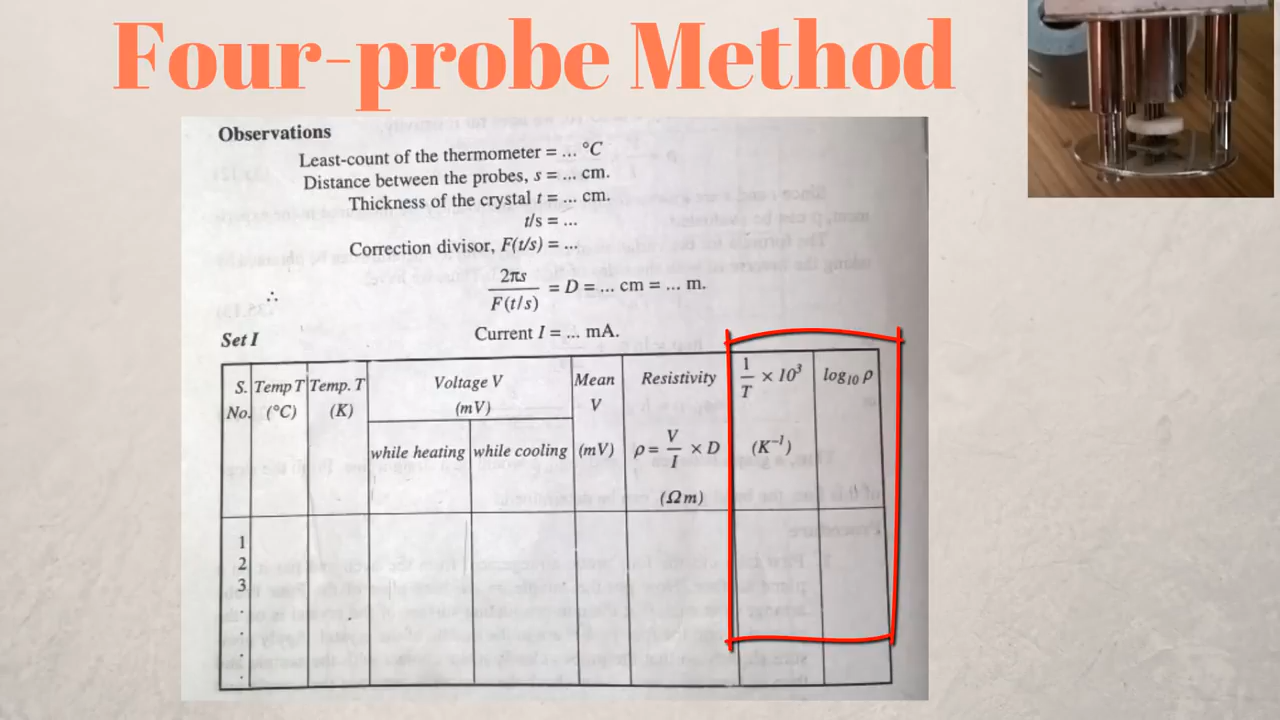 Four-probe Method
Observations
Least-count of the thermometer = ... °C
Distance between the probes, s = ... cm.
Thickness of the crystal t = ... cm.
t/s = ...
Correction divisor, F(t/s) = ...
∴ 2πs / F(t/s) = D = ... cm = ... m.
Set I
Current I = ... mA.
S. No.
Temp T (°C)
Temp. T (K)
Voltage V (mV)
while heating
while cooling
Mean V (mV)
Resistivity
ρ = V/I × D
(Ωm)
1/T × 10³
(K⁻¹)
log₁₀ ρ
1
2
3
.
.
.
.